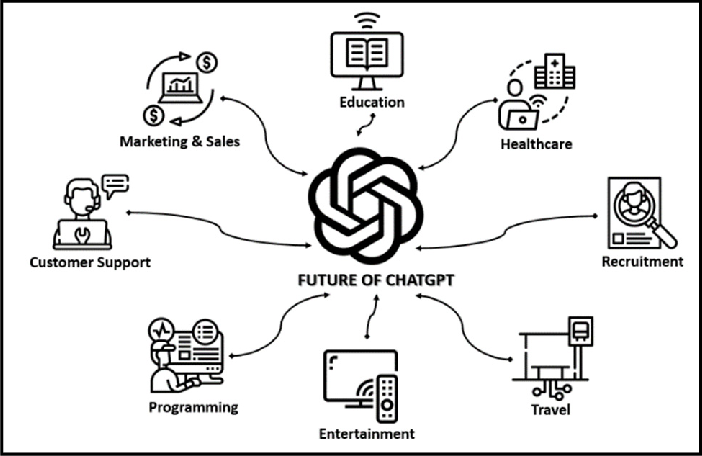 Education
Marketing & Sales
Healthcare
Customer Support
Recruitment
FUTURE OF CHATGPT
Programming
Travel
Entertainment